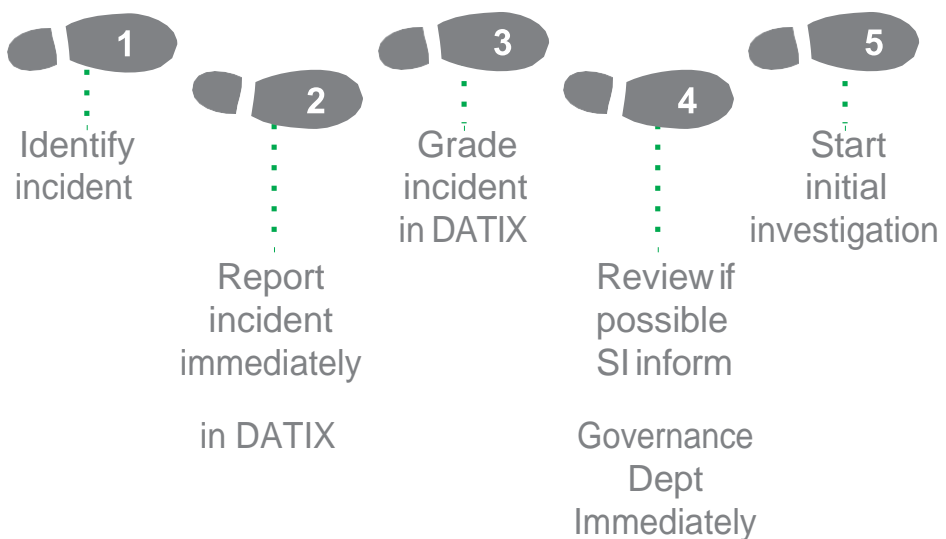 1
Identify
incident
2
Report
incident
immediately
in DATIX
3
Grade
incident
in DATIX
4
Review if
possible
SI inform
Governance
Dept
Immediately
5
Start
initial
investigation